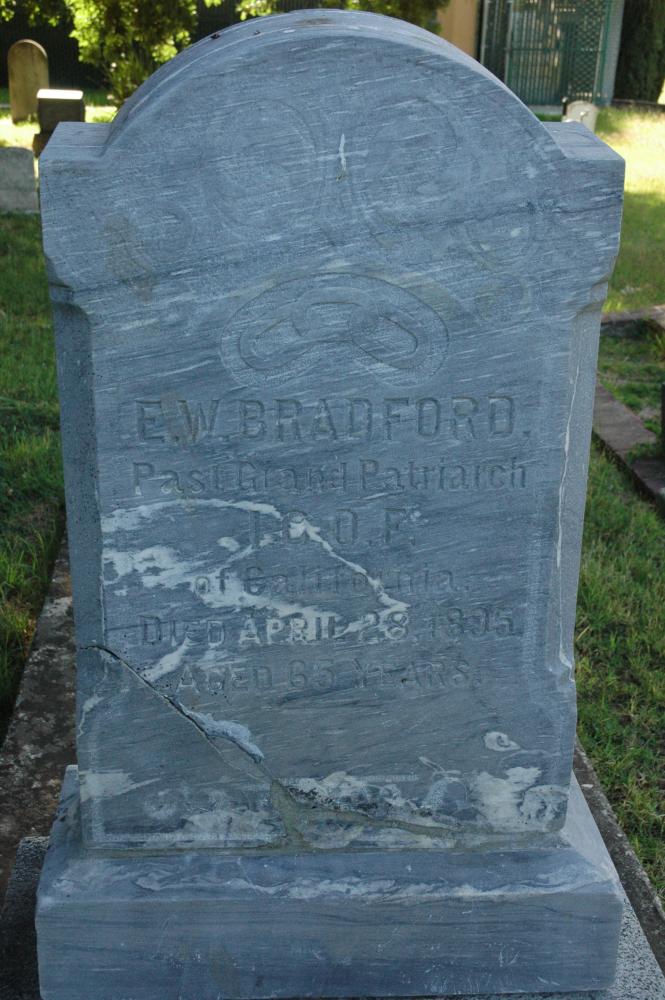 E.W. BRADFORD.
Past Grand Patriarch
I.O.O.F.
of California.
DIED APRIL 28, 1895.
AGED 65 YEARS.